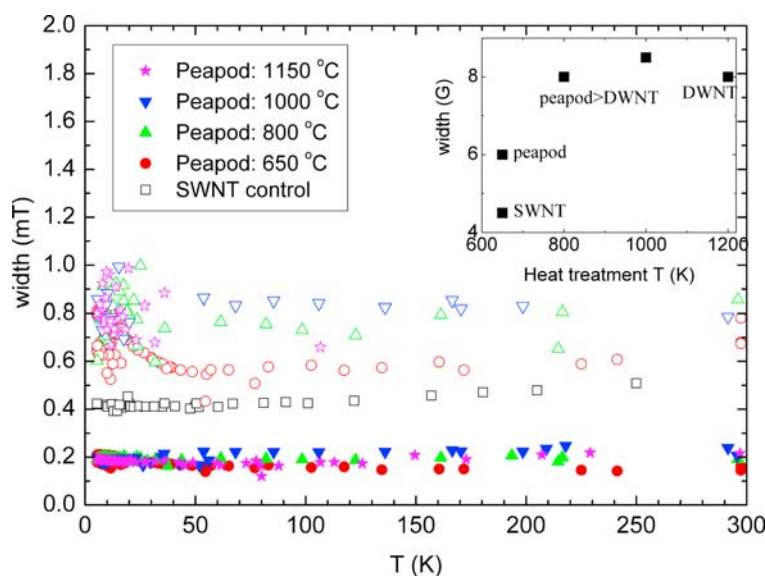 2.0
1.8
1.6
1.4
1.2
1.0
0.8
0.6
0.4
0.2
0.0
width (mT)
0
50
100
150
200
250
300
T (K)
Peapod: 1150 °C
Peapod: 1000 °C
Peapod: 800 °C
Peapod: 650 °C
SWNT control
8
6
4
width (G)
peapod>DWNT
DWNT
peapod
SWNT
600
800
1000
1200
Heat treatment T (K)